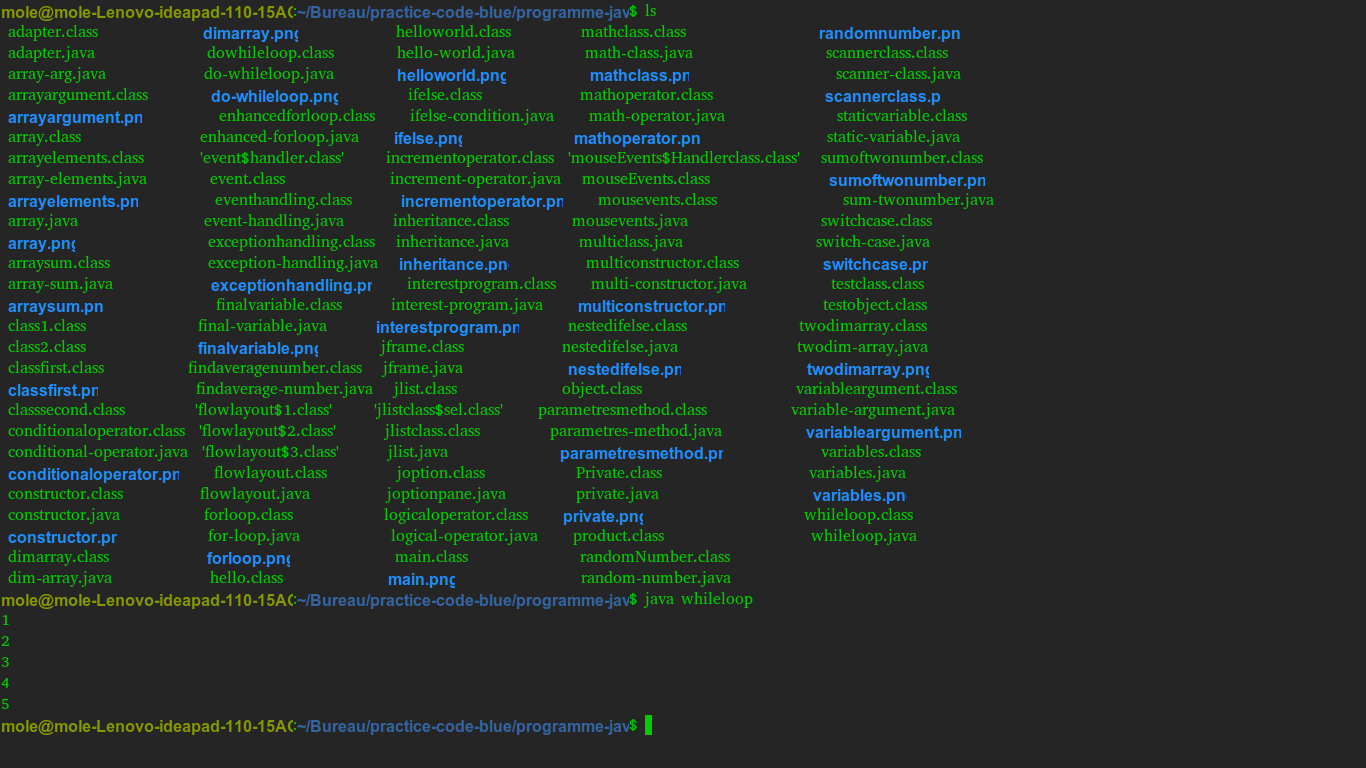 mole@mole-Lenovo-ideapad-110-15AC:~/Bureau/practice-code-blue/programme-jav$ ls
adapter.class dimarray.png helloworld.class mathclass.class randomnumber.pn
adapter.java dowhileloop.class hello-world.java math-class.java scannerclass.class
array-arg.java do-whileloop.java helloworld.png mathclass.pn scanner-class.java
arrayargument.class do-whileloop.png ifelse.class mathoperator.class scannerclass.p
arrayargument.pn enhancedforloop.class ifelse-condition.java math-operator.java staticvariable.class
array.class enhanced-forloop.java ifelse.png mathoperator.pn static-variable.java
arrayelements.class 'event$handler.class' incrementoperator.class 'mouseEvents$Handlerclass.class' sumoftwonumber.class
array-elements.java event.class increment-operator.java mouseEvents.class sumoftwonumber.pn
arrayelements.pn eventhandling.class incrementoperator.pn mousevents.class sum-twonumber.java
array.java event-handling.java inheritance.class mousevents.java switchcase.class
array.png exceptionhandling.class inheritance.java multiclass.java switch-case.java
arraysum.class exception-handling.java inheritance.pn multiconstructor.class switchcase.pr
array-sum.java exceptionhandling.pr interestprogram.class multi-constructor.java testclass.class
arraysum.pn finalvariable.class interest-program.java multiconstructor.pn testobject.class
class1.class final-variable.java interestprogram.pn nestedifelse.class twodimarray.class
class2.class finalvariable.png jframe.class nestedifelse.java twodim-array.java
classfirst.class findaveragenumber.class jframe.java nestedifelse.pn twodimarray.png
classfirst.pn findaverage-number.java jlist.class object.class variableargument.class
classsecond.class 'flowlayout$1.class' 'jlistclass$sel.class' parametresmethod.class variable-argument.java
conditionaloperator.class 'flowlayout$2.class' jlistclass.class parametres-method.java variableargument.pn
conditional-operator.java 'flowlayout$3.class' jlist.java parametresmethod.pr variables.class
conditionaloperator.pn flowlayout.class joption.class Private.class variables.java
constructor.class flowlayout.java joptionpane.java private.java variables.pn
constructor.java forloop.class logicaloperator.class private.png whileloop.class
constructor.pr for-loop.java logical-operator.java product.class whileloop.java
dimarray.class forloop.png main.class randomNumber.class
dim-array.java hello.class main.png random-number.java
mole@mole-Lenovo-ideapad-110-15AC:~/Bureau/practice-code-blue/programme-jav$ java whileloop
1
2
3
4
5
mole@mole-Lenovo-ideapad-110-15AC:~/Bureau/practice-code-blue/programme-jav$